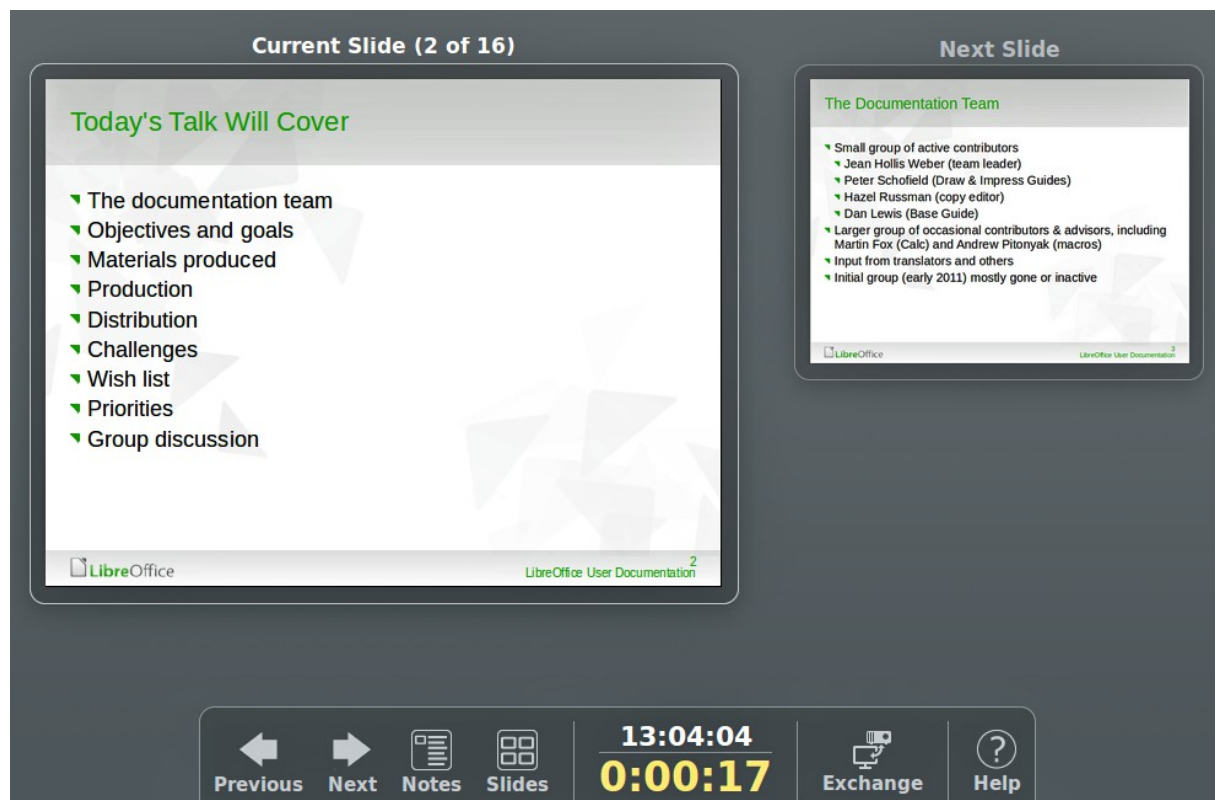 Current Slide (2 of 16)
Today's Talk Will Cover
The documentation team
Objectives and goals
Materials produced
Production
Distribution
Challenges
Wish list
Priorities
Group discussion
LibreOffice
LibreOffice User Documentation
2
Next Slide
The Documentation Team
Small group of active contributors
Jean Hollis Weber (team leader)
Peter Schofield (Draw & Impress Guides)
Hazel Russman (copy editor)
Dan Lewis (Base Guide)
Larger group of occasional contributors & advisors, including
Martin Fox (Calc) and Andrew Pitonyak (macros)
Input from translators and others
Initial group (early 2011) mostly gone or inactive
LibreOffice
LibreOffice User Documentation
3
Previous
Next
Notes
Slides
13:04:04
0:00:17
Exchange
Help